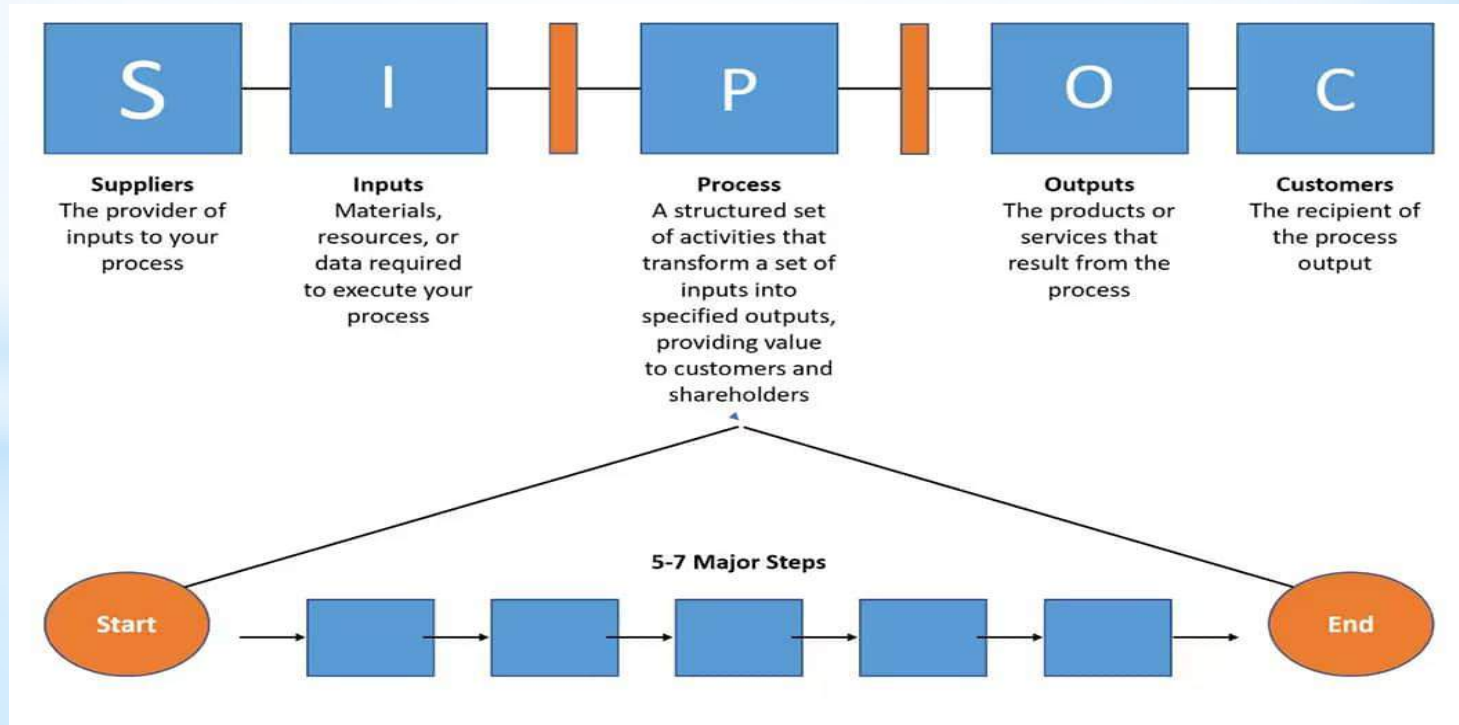 S
I
P
O
C
Suppliers
The provider of
inputs to your
process
Inputs
Materials,
resources, or
data required
to execute your
process
Process
A structured set
of activities that
transform a set of
inputs into
specified outputs,
providing value
to customers and
shareholders
Outputs
The products or
services that
result from the
process
Customers
The recipient of
the process
output
5-7 Major Steps
Start
End